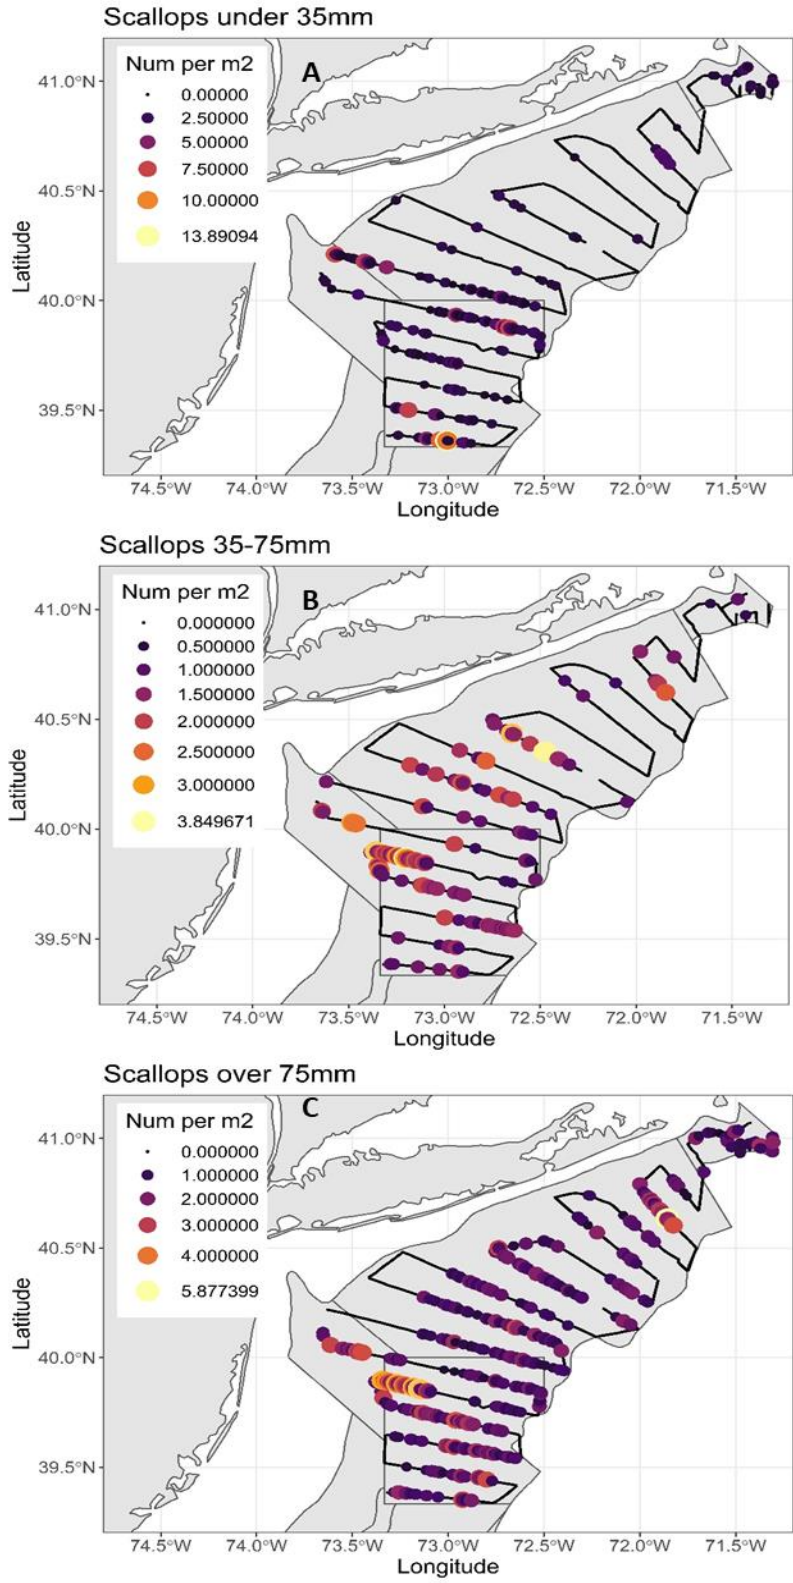 Scallops under 35mm
Num per m2
A
0.00000
2.50000
5.00000
7.50000
10.00000
13.89094
41.0°N
40.5°N
40.0°N
39.5°N
Latitude
74.5°W 74.0°W 73.5°W 73.0°W 72.5°W 72.0°W 71.5°W
Longitude
Scallops 35-75mm
Num per m2
B
0.000000
0.500000
1.000000
1.500000
2.000000
2.500000
3.000000
3.849671
41.0°N
40.5°N
40.0°N
39.5°N
Latitude
74.5°W 74.0°W 73.5°W 73.0°W 72.5°W 72.0°W 71.5°W
Longitude
Scallops over 75mm
Num per m2
C
0.000000
1.000000
2.000000
3.000000
4.000000
5.877399
41.0°N
40.5°N
40.0°N
39.5°N
Latitude
74.5°W 74.0°W 73.5°W 73.0°W 72.5°W 72.0°W 71.5°W
Longitude